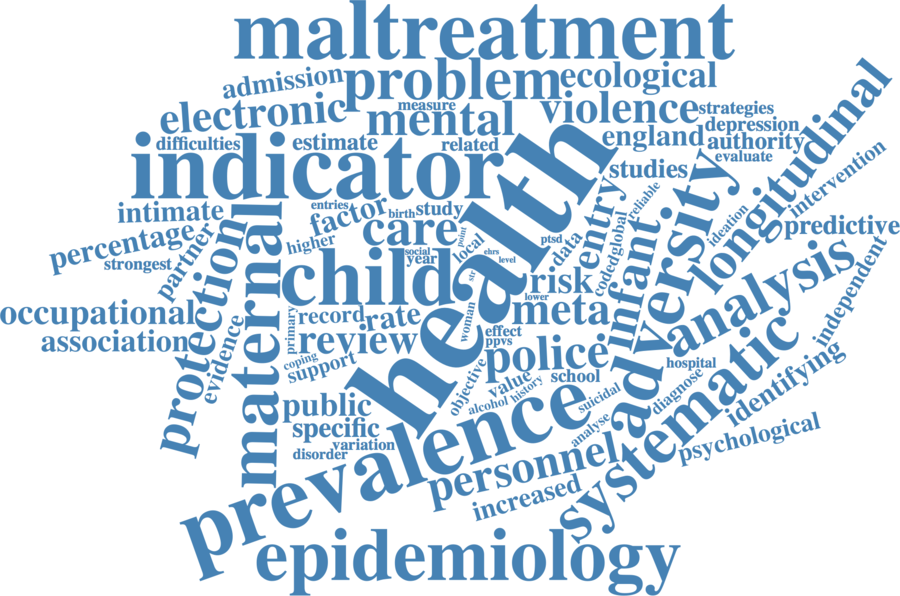 maltreatment
admission
problem
ecological
electronic
measure
mental
violence
strategies
depression
difficulties
estimate
related
england
authority
evaluate
indicator
health
studies
longitudinal
intervention
intimate
entries
factor
birth
study
entry
reliable
adversity
ideation
predictive
percentage
partner
protection
maternal
higher
care
point
local
ptsd
data
coded
global
infant
strongest
social
year
ehrs
level
child
sir
risk
analysis
independent
occupational
association
evidence
primary
record
rate
woman
lower
meta
review
effect
ppvs
police
coping
support
objective
value
school
hospital
systematic
identifying
public
alcohol
history
suicidal
diagnose
specific
variation
disorder
prevalence
analyse
personnel
psychological
increased
epidemiology